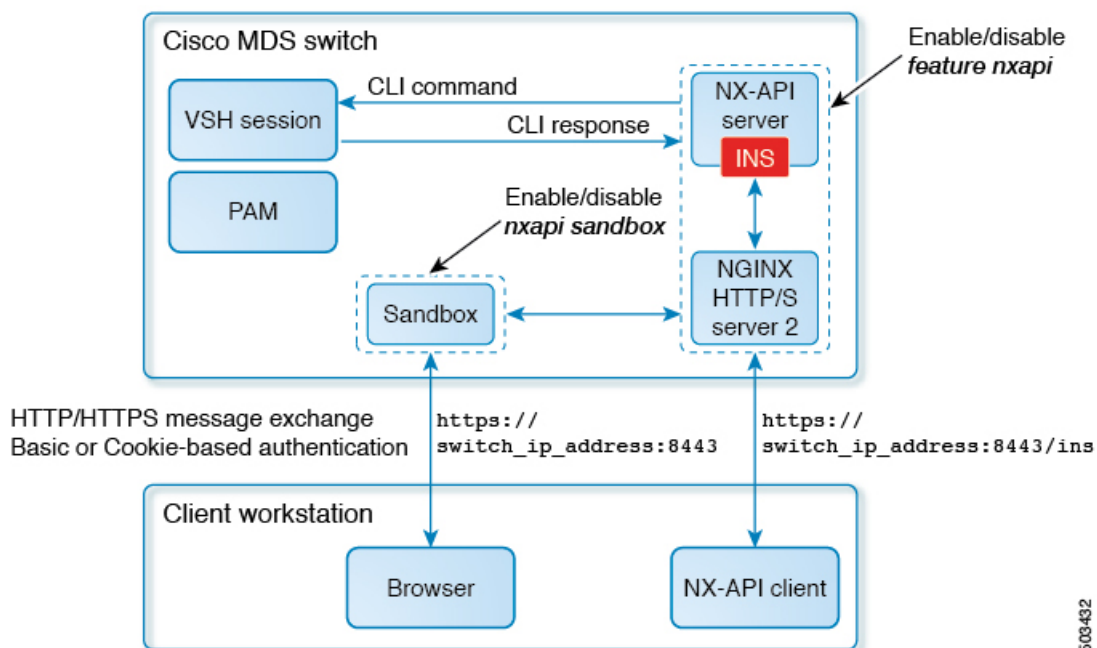 Cisco MDS switch
Enable/disable
feature nxapi
VSH session
CLI command
CLI response
NX-API
server
INS
PAM
Enable/disable
nxapi sandbox
Sandbox
NGINX
HTTP/S
server 2
HTTP/HTTPS message exchange
Basic or Cookie-based authentication
https://
switch_ip_address:8443
https://
switch_ip_address:8443/ins
Client workstation
Browser
NX-API client
503432